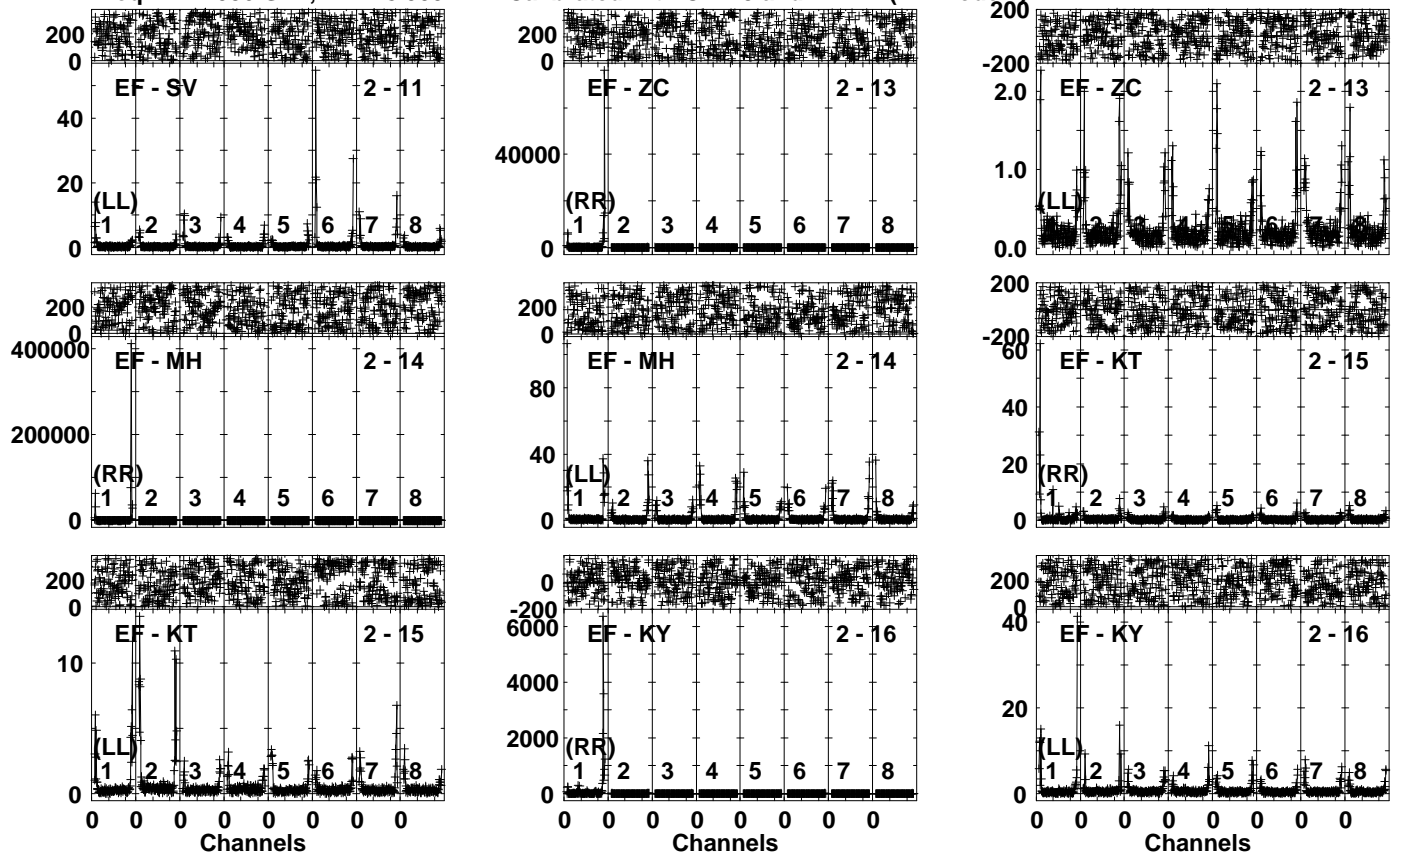 200
0
EF - SV 2 - 11
40
20
0
(LL)
1 2 3 4 5 6 7 8
200
0
EF - ZC 2 - 13
40000
0
(RR)
1 2 3 4 5 6 7 8
200
-200
EF - ZC 2 - 13
2.0
1.0
0.0
(LL)
200
0
EF - MH 2 - 14
400000
200000
0
(RR)
1 2 3 4 5 6 7 8
200
0
EF - MH 2 - 14
80
40
0
(LL)
1 2 3 4 5 6 7 8
200
-200
EF - KT 2 - 15
60
40
20
0
(RR)
1 2 3 4 5 6 7 8
200
0
EF - KT 2 - 15
10
0
(LL)
1 2 3 4 5 6 7 8
0 0 0 0 0 0 0 0
Channels
0
-200
EF - KY 2 - 16
6000
4000
2000
0
(RR)
1 2 3 4 5 6 7 8
0 0 0 0 0 0 0 0
Channels
200
0
EF - KY 2 - 16
40
20
0
(LL)
1 2 3 4 5 6 7 8
0 0 0 0 0 0 0 0
Channels